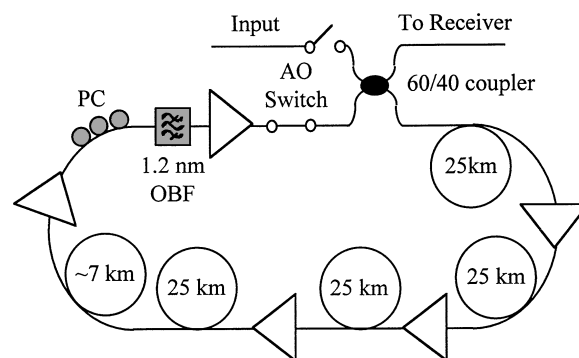 Input
To Receiver
AO
Switch
60/40 coupler
PC
1.2 nm
OBF
25km
~7 km
25 km
25 km
25 km